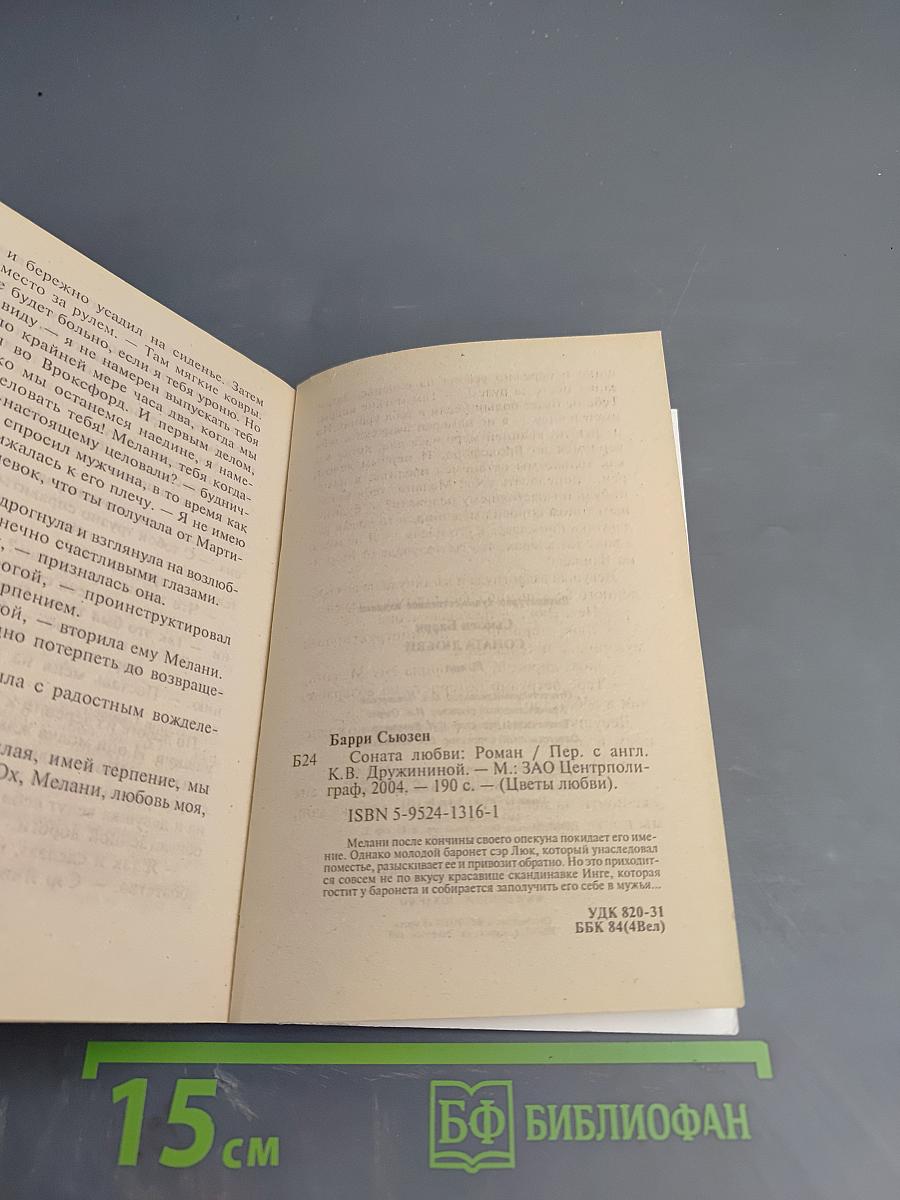 и бережно усадил на сиденье. Затем
место за рулем. — Там мягкие ковры.
будет больно, если я тебя уроню. Но
виду — я не намерен выпускать тебя
крайней мере часа два, когда мы
во Вроксфорд. И первым делом,
мы останемся наедине, я наме-
целовать тебя! Мелани, тебя когда-
настоящему целовали? — буднич-
спросил мужчина, в то время как
к его плечу. — Я не имею
что ты получала от Марти-
и взглянула на возлюб-
счастливыми глазами.
— призналась она.
— проинструктировал
терпением.
— вторила ему Мелани.
потерпеть до возвраще-
с радостным вожделе-
имей терпение, мы
Ох, Мелани, любовь моя,
Барри Сьюзен
Б24 Соната любви: Роман / Пер. с англ.
К.В. Дружининой. — М.: ЗАО Центрполи-
граф, 2004. — 190 с. — (Цветы любви).
ISBN 5-9524-1316-1
Мелани после кончины своего опекуна покидает его име-
ние. Однако молодой баронет сэр Люк, который унаследовал
поместье, разыскивает ее и привозит обратно. Но это приходит-
ся совсем не по вкусу красавице скандинавке Инге, которая
гостит у баронета и собирается заполучить его себе в мужья...
УДК 820-31
ББК 84(4Вел)
15 см
БФ БИБЛИОФАН